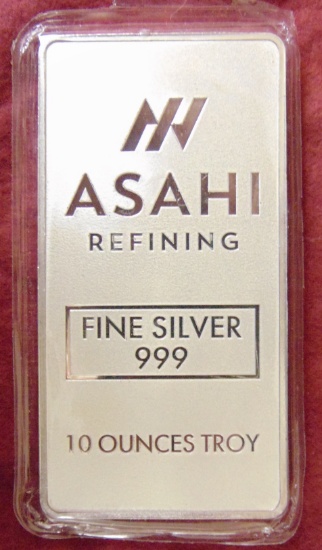 ASAHI
REFINING
FINE SILVER
999
10 OUNCES TROY